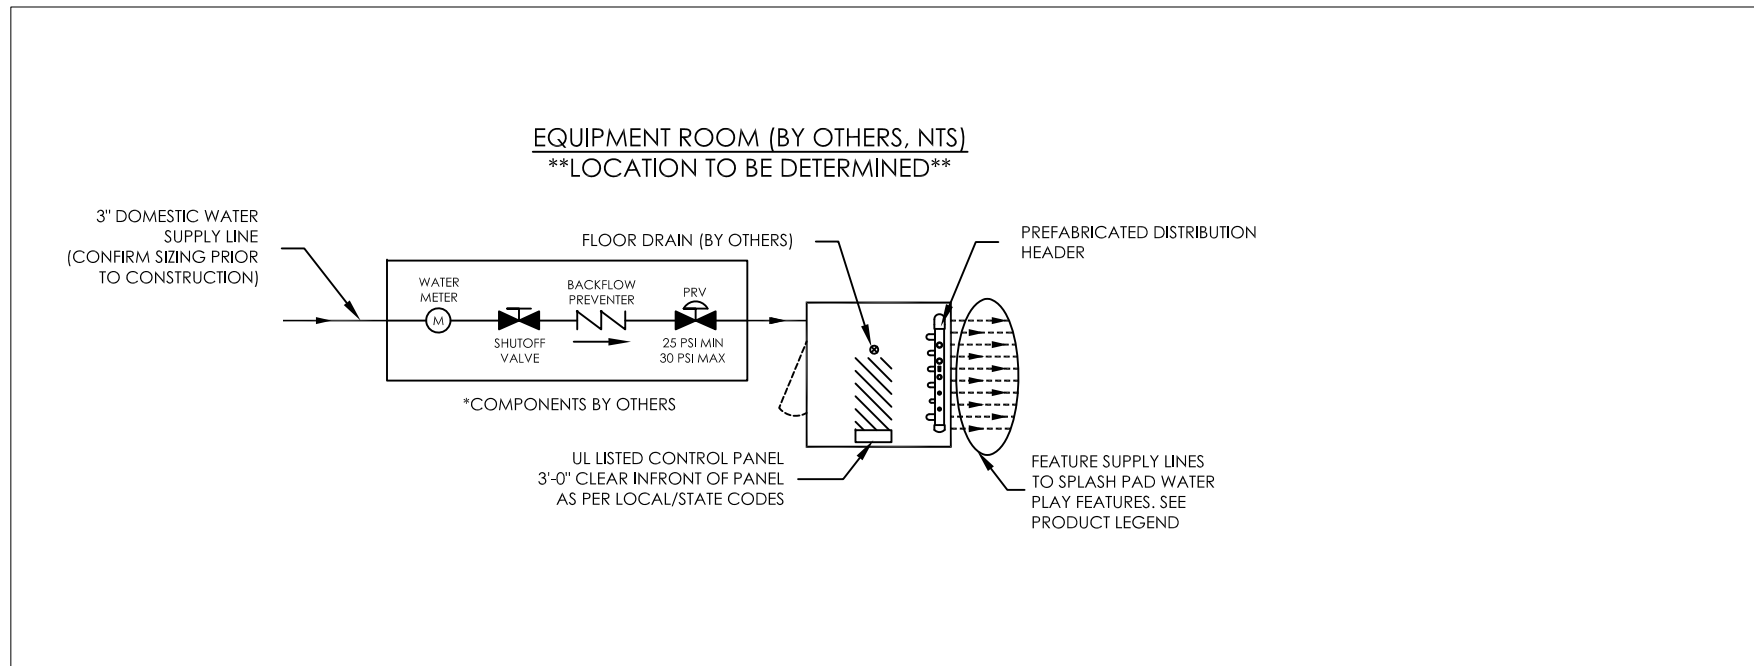 EQUIPMENT ROOM (BY OTHERS, NTS)
**LOCATION TO BE DETERMINED**
3" DOMESTIC WATER
SUPPLY LINE
(CONFIRM SIZING PRIOR
TO CONSTRUCTION)
FLOOR DRAIN (BY OTHERS)
PREFABRICATED DISTRIBUTION
HEADER
WATER
METER
M
SHUTOFF
VALVE
BACKFLOW
PREVENTER
PRV
25 PSI MIN
30 PSI MAX
*COMPONENTS BY OTHERS
UL LISTED CONTROL PANEL
3'-0" CLEAR INFRONT OF PANEL
AS PER LOCAL/STATE CODES
FEATURE SUPPLY LINES
TO SPLASH PAD WATER
PLAY FEATURES. SEE
PRODUCT LEGEND